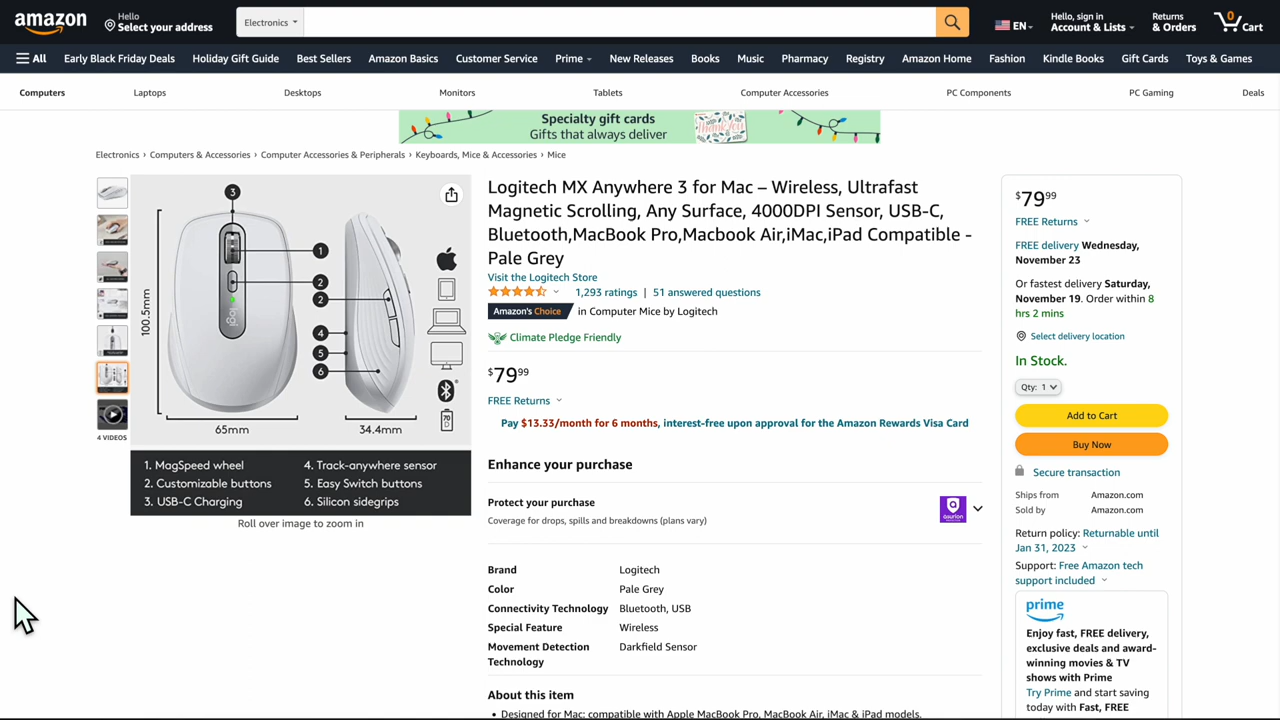 amazon
Hello
Select your address
Electronics
EN
Hello, sign in
Account & Lists
Returns
& Orders
0
Cart
All
Early Black Friday Deals
Holiday Gift Guide
Best Sellers
Amazon Basics
Customer Service
Prime
New Releases
Books
Music
Pharmacy
Registry
Amazon Home
Fashion
Kindle Books
Gift Cards
Toys & Games
Computers
Laptops
Desktops
Monitors
Tablets
Computer Accessories
PC Components
PC Gaming
Deals
Specialty gift cards
Gifts that always deliver
Electronics › Computers & Accessories › Computer Accessories & Peripherals › Keyboards, Mice & Accessories › Mice
3
1
2
2
4
5
6
logi
100.5mm
65mm
34.4mm
70
D
1. MagSpeed wheel
2. Customizable buttons
3. USB-C Charging
4. Track-anywhere sensor
5. Easy Switch buttons
6. Silicon sidegrips
4 VIDEOS
Roll over image to zoom in
Logitech MX Anywhere 3 for Mac – Wireless, Ultrafast
Magnetic Scrolling, Any Surface, 4000DPI Sensor, USB-C,
Bluetooth,MacBook Pro,Macbook Air,iMac,iPad Compatible -
Pale Grey
Visit the Logitech Store
1,293 ratings | 51 answered questions
Amazon's Choice in Computer Mice by Logitech
Climate Pledge Friendly
$7999
FREE Returns
Pay $13.33/month for 6 months, interest-free upon approval for the Amazon Rewards Visa Card
Enhance your purchase
Protect your purchase
Coverage for drops, spills and breakdowns (plans vary)
asurion
Brand Logitech
Color Pale Grey
Connectivity Technology Bluetooth, USB
Special Feature Wireless
Movement Detection Darkfield Sensor
Technology
About this item
• Designed for Mac: compatible with Apple MacBook Pro, MacBook Air, iMac & iPad models.
$7999
FREE Returns
FREE delivery Wednesday,
November 23
Or fastest delivery Saturday,
November 19. Order within 8
hrs 2 mins
Select delivery location
In Stock.
Qty: 1
Add to Cart
Buy Now
Secure transaction
Ships from Amazon.com
Sold by Amazon.com
Return policy: Returnable until
Jan 31, 2023
Support: Free Amazon tech
support included
prime
Enjoy fast, FREE delivery,
exclusive deals and award-
winning movies & TV
shows with Prime
Try Prime and start saving
today with Fast, FREE